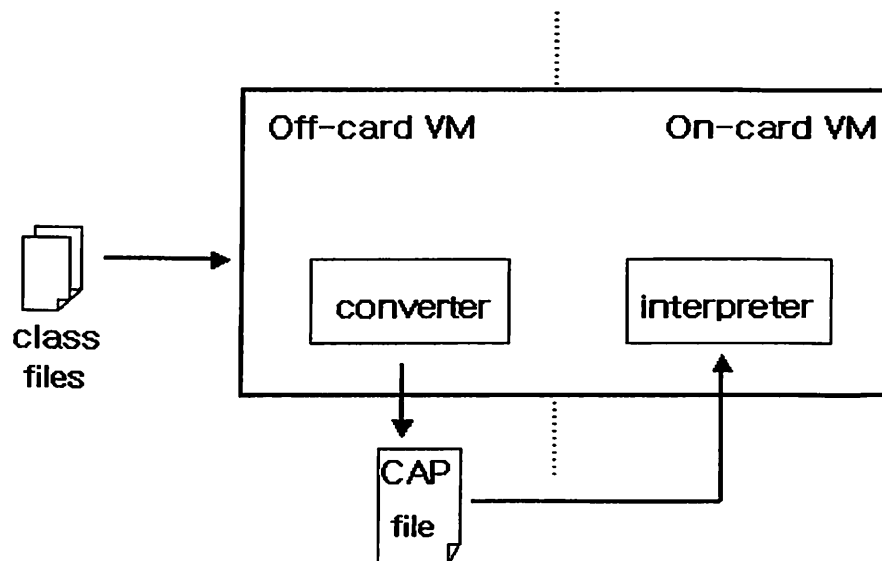 Off-card VM
On-card VM
converter
interpreter
class
files
CAP
file